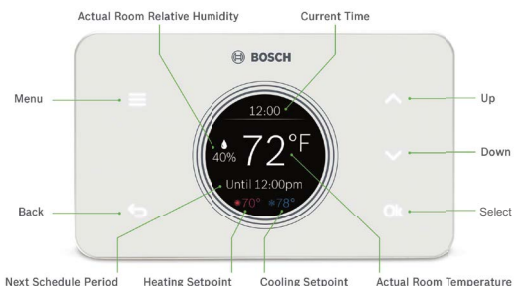 Actual Room Relative Humidity
Current Time
BOSCH
Menu
12:00
Up
72°F
40%
Down
Until 12:00pm
Back
70° 78°
Ok
Select
Next Schedule Period
Heating Setpoint
Cooling Setpoint
Actual Room Temperature